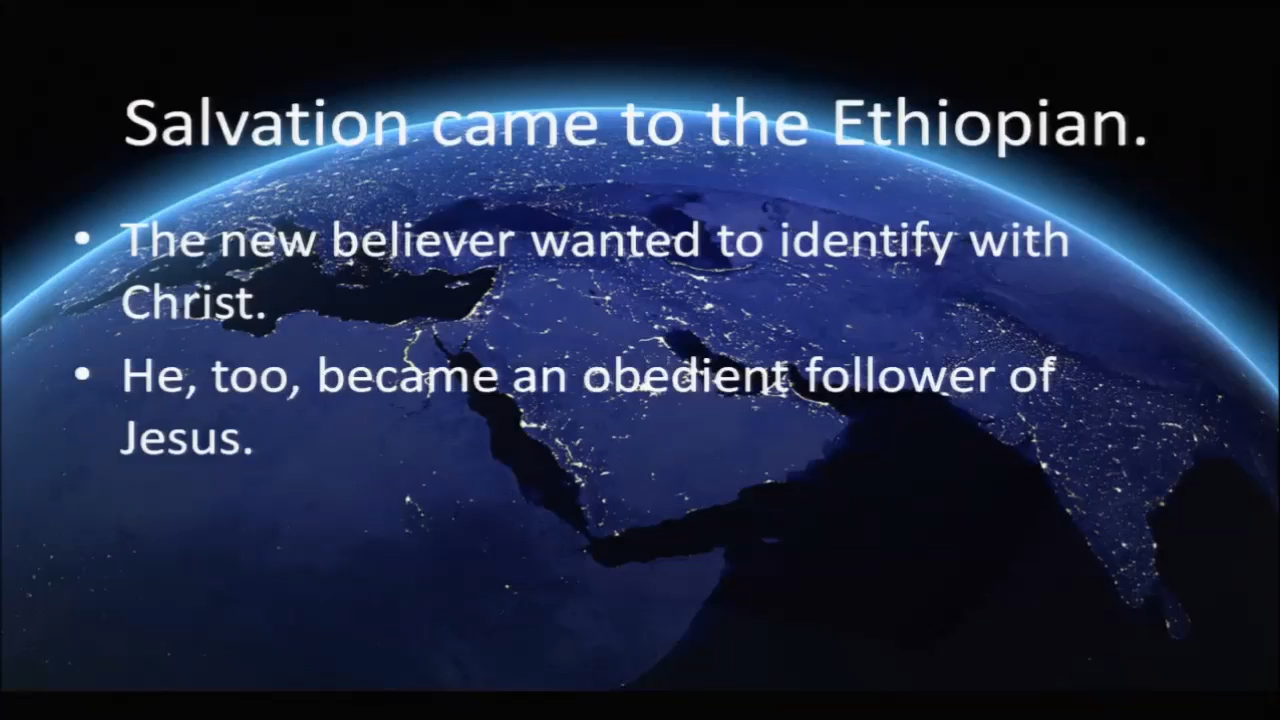 Salvation came to the Ethiopian.
• The new believer wanted to identify with
Christ.
• He, too, became an obedient follower of
Jesus.